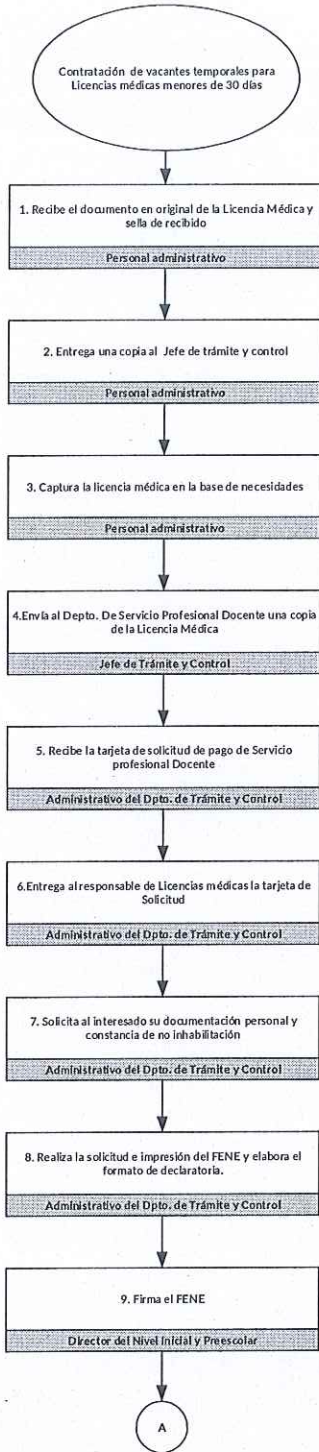 Contratación de vacantes temporales para
Licencias médicas menores de 30 días
1. Recibe el documento en original de la Licencia Médica y
sella de recibido
Personal administrativo
2. Entrega una copia al Jefe de trámite y control
Personal administrativo
3. Captura la licencia médica en la base de necesidades
Personal administrativo
4.Envía al Depto. De Servicio Profesional Docente una copia
de la Licencia Médica
Jefe de Trámite y Control
5. Recibe la tarjeta de solicitud de pago de Servicio
profesional Docente
Administrativo del Dpto. de Trámite y Control
6.Entrega al responsable de Licencias médicas la tarjeta de
Solicitud
Administrativo del Dpto. de Trámite y Control
7. Solicita al interesado su documentación personal y
constancia de no inhabilitación
Administrativo del Dpto. de Trámite y Control
8. Realiza la solicitud e impresión del FENE y elabora el
formato de declaratoria.
Administrativo del Dpto. de Trámite y Control
9. Firma el FENE
Director del Nivel Inicial y Preescolar
A